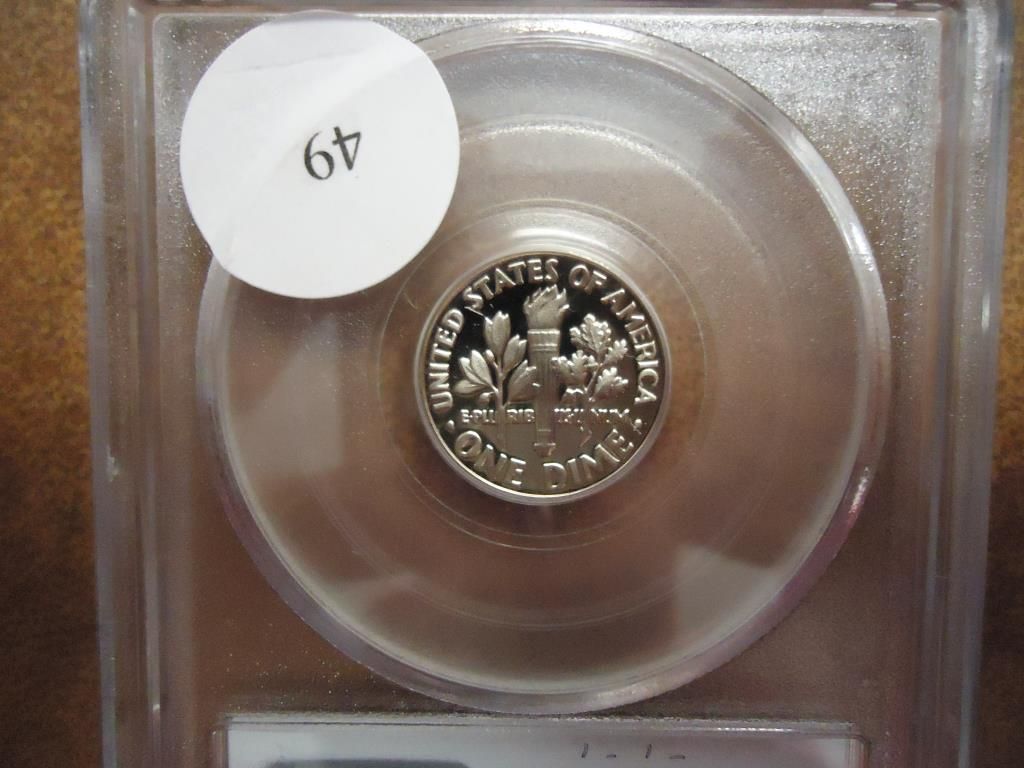 49
UNITED STATES OF AMERICA
E PLURIBUS UNUM
· ONE DIME ·